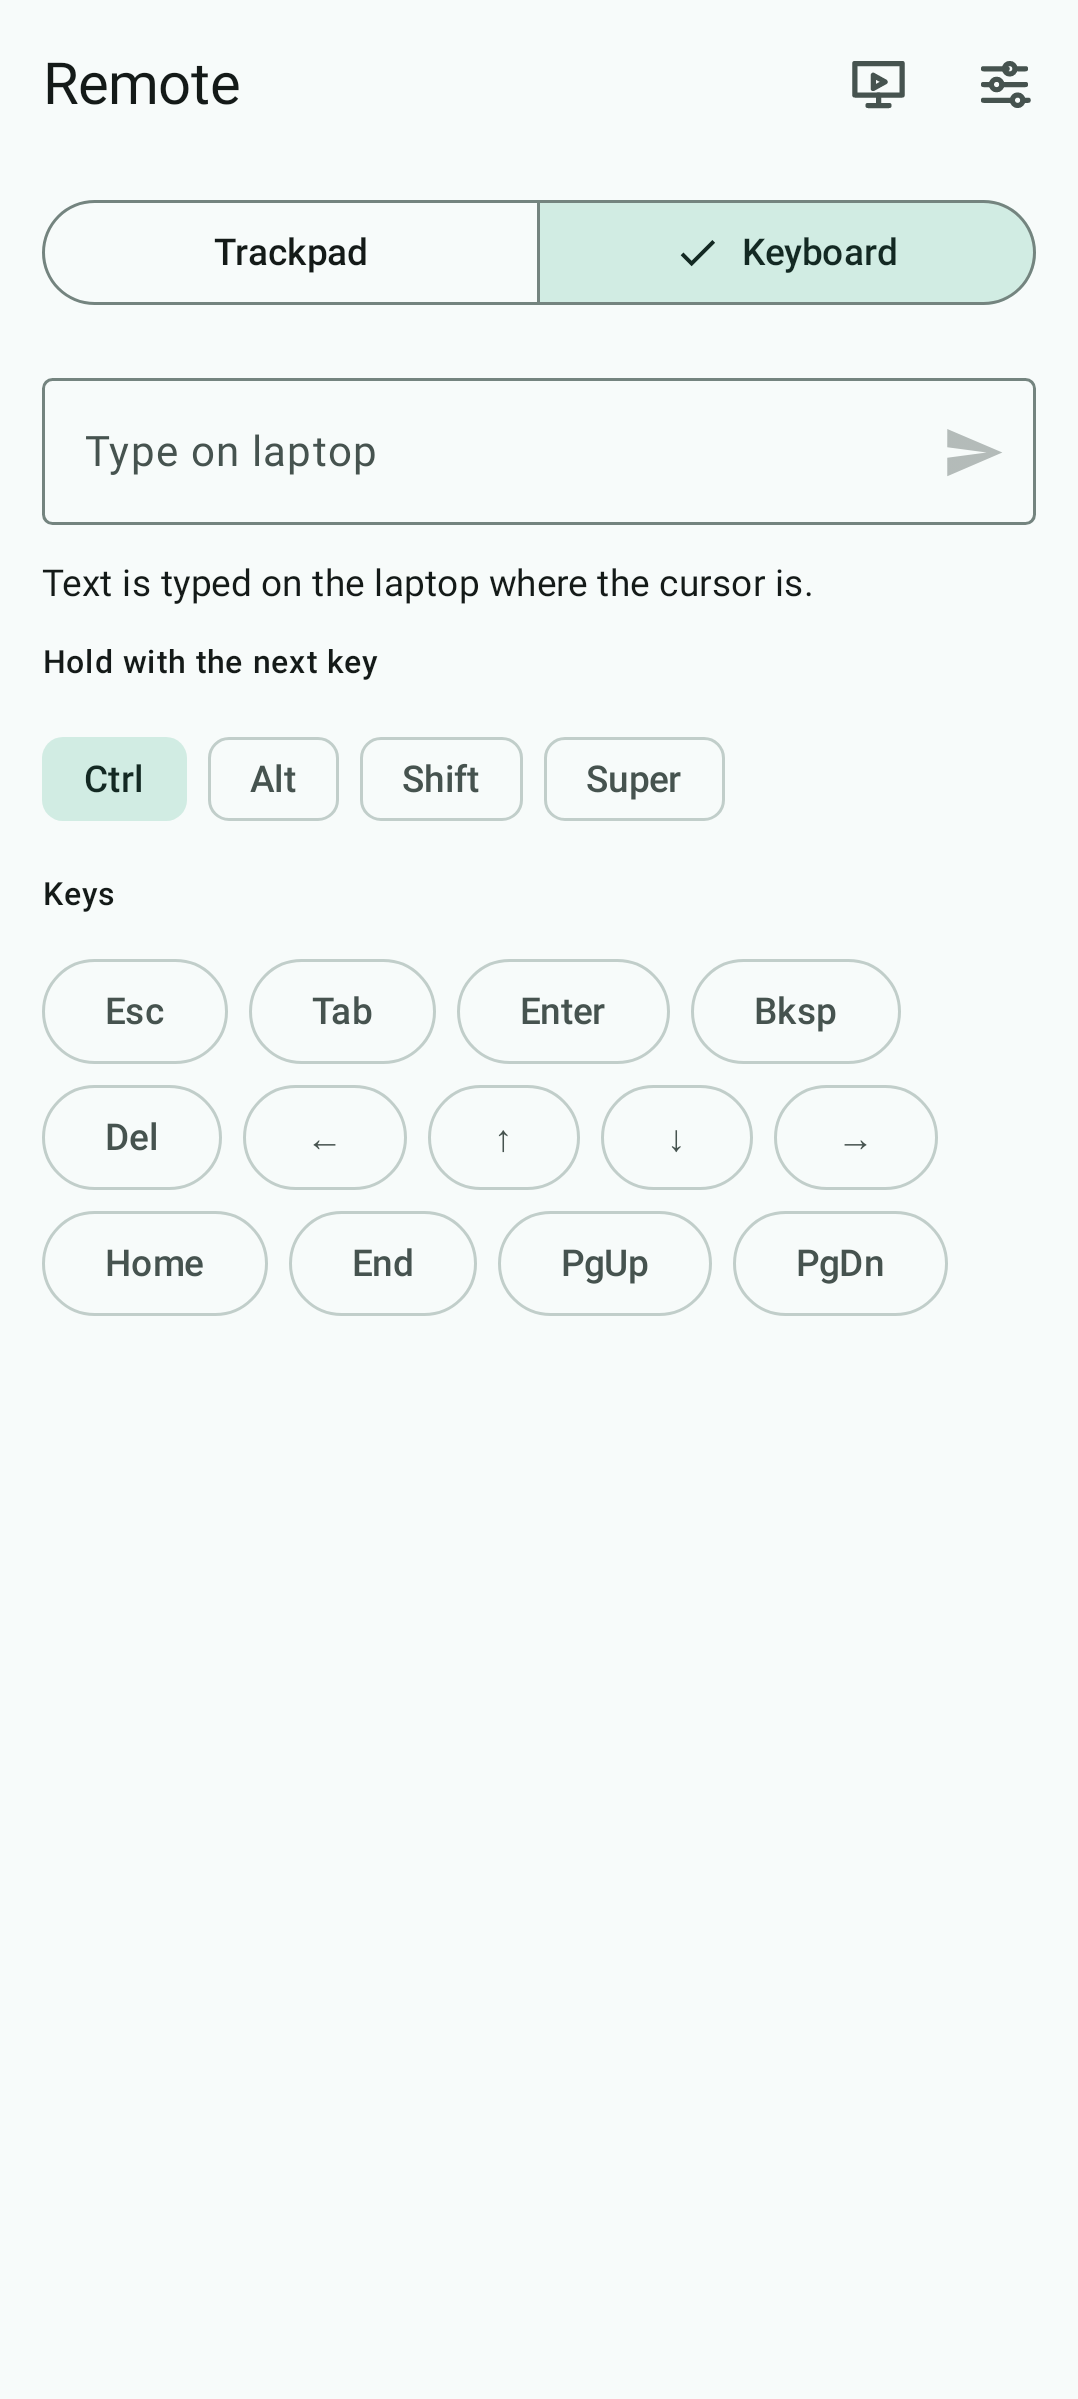 Remote
Trackpad
Keyboard
Type on laptop
Text is typed on the laptop where the cursor is.
Hold with the next key
Ctrl Alt Shift Super
Keys
Esc Tab Enter Bksp
Del ← ↑ ↓ →
Home End PgUp PgDn